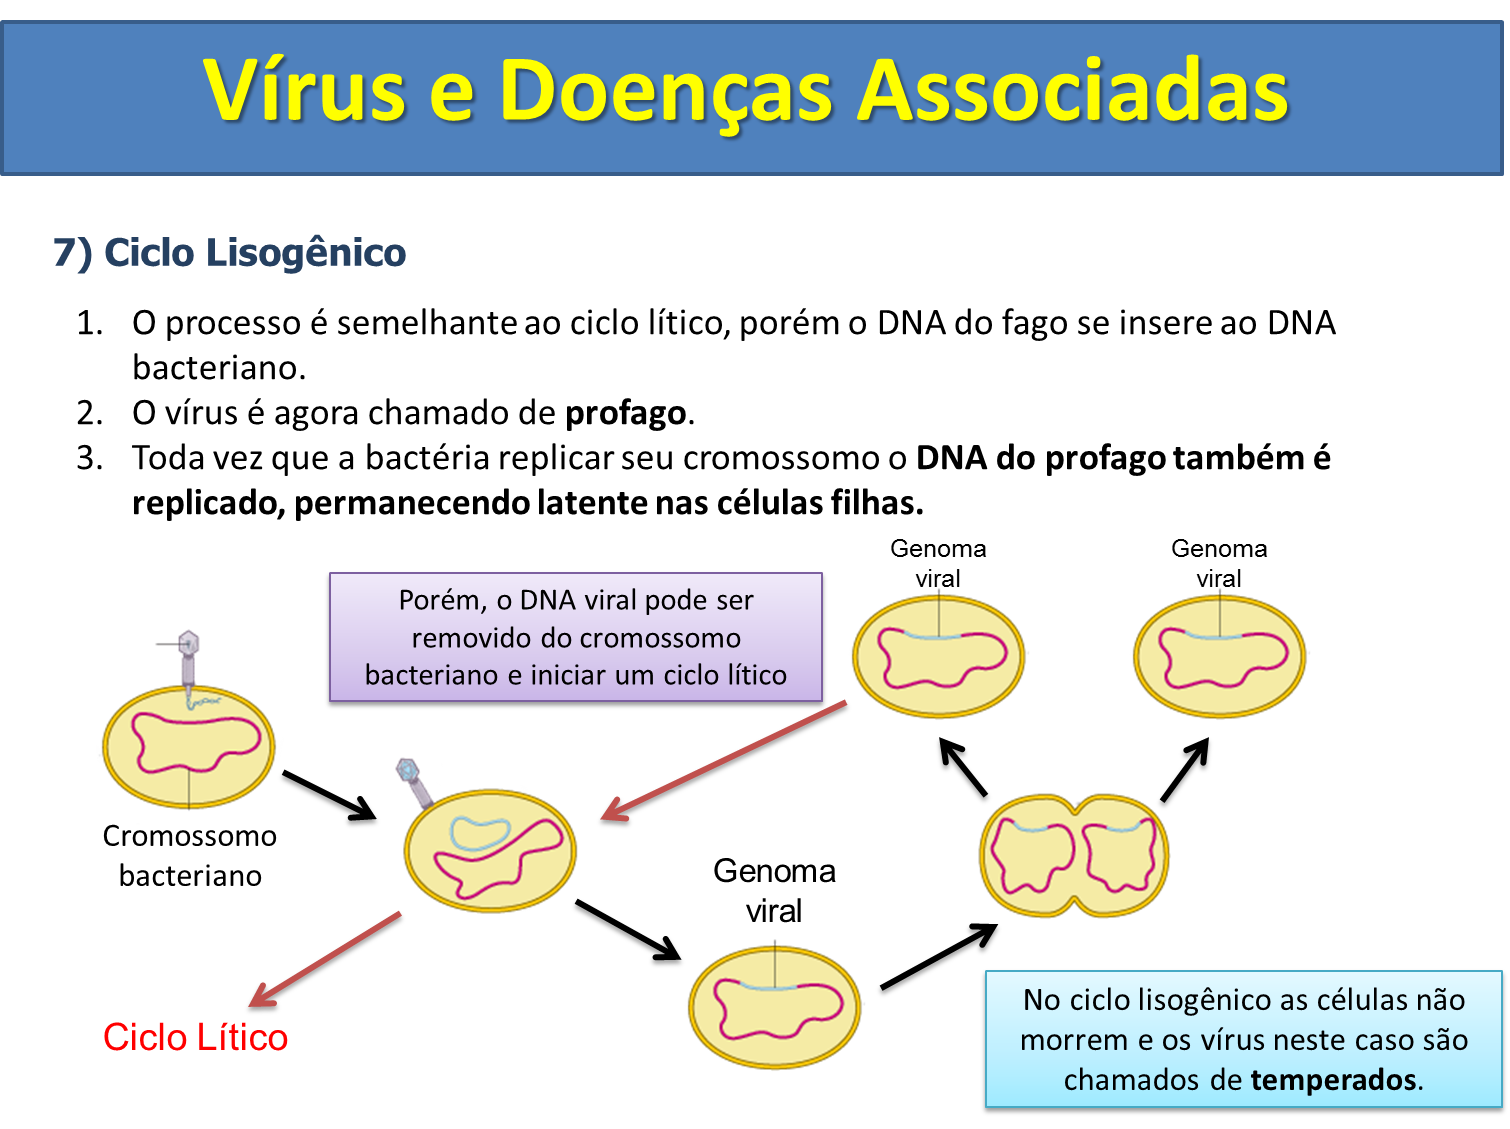 Vírus e Doenças Associadas
7) Ciclo Lisogênico
1. O processo é semelhante ao ciclo lítico, porém o DNA do fago se insere ao DNA
bacteriano.
2. O vírus é agora chamado de profago.
3. Toda vez que a bactéria replicar seu cromossomo o DNA do profago também é
replicado, permanecendo latente nas células filhas.
Genoma
viral
Genoma
viral
Porém, o DNA viral pode ser
removido do cromossomo
bacteriano e iniciar um ciclo lítico
Cromossomo
bacteriano
Genoma
viral
Ciclo Lítico
No ciclo lisogênico as células não
morrem e os vírus neste caso são
chamados de temperados.